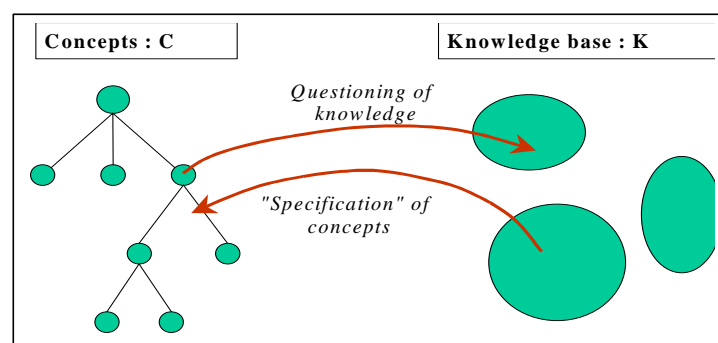 Concepts : C
Knowledge base : K
Questioning of
knowledge
"Specification" of
concepts